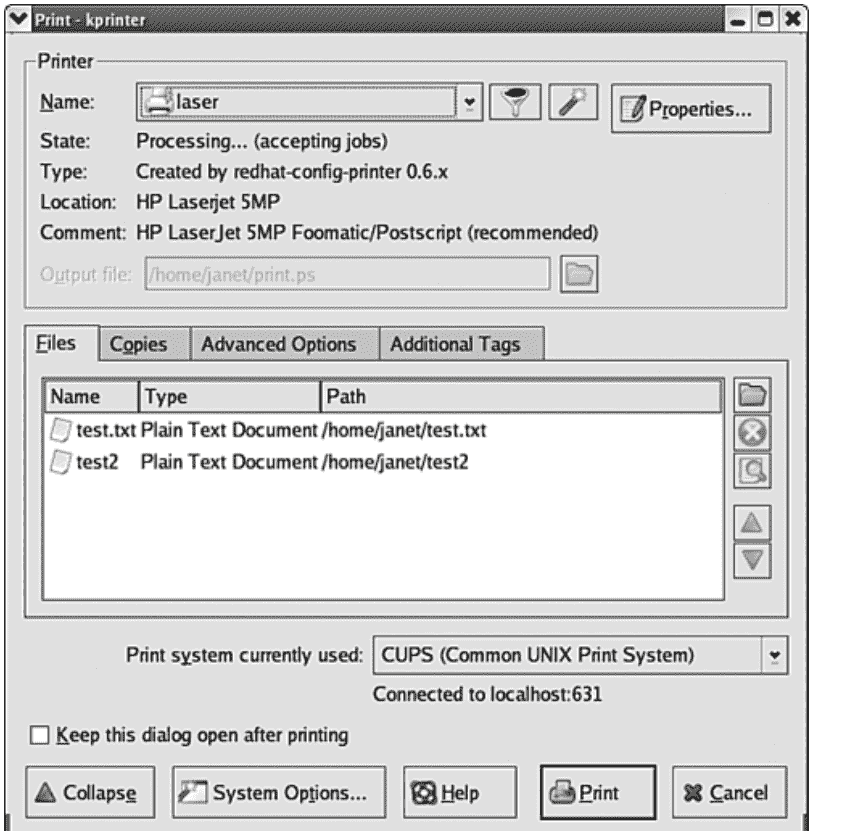 Print - kprinter
Printer
Name: laser Properties...
State: Processing... (accepting jobs)
Type: Created by redhat-config-printer 0.6.x
Location: HP Laserjet 5MP
Comment: HP LaserJet 5MP Foomatic/Postscript (recommended)
Output file: /home/janet/print.ps
Files Copies Advanced Options Additional Tags
Name Type Path
test.txt Plain Text Document /home/janet/test.txt
test2 Plain Text Document /home/janet/test2
Print system currently used: CUPS (Common UNIX Print System)
Connected to localhost:631
Keep this dialog open after printing
Collapse System Options... Help Print Cancel